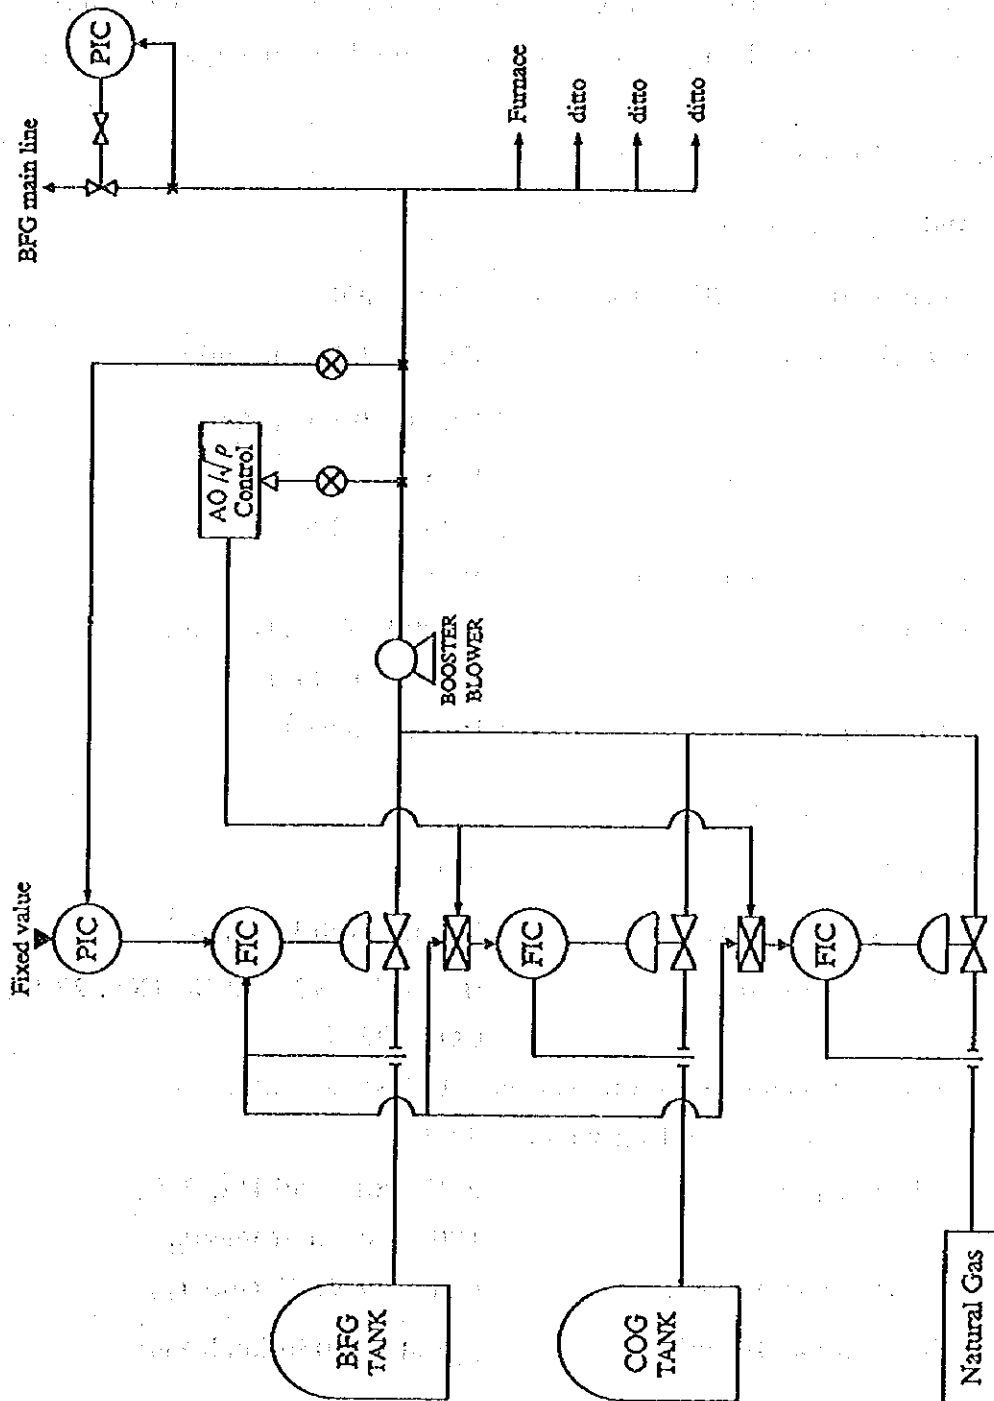 BFG main line
PIC
Furnace
ditto
ditto
ditto
AO /√P
Control
BOOSTER
BLOWER
Fixed value
PIC
FIC
FIC
FIC
BFG
TANK
COG
TANK
Natural Gas